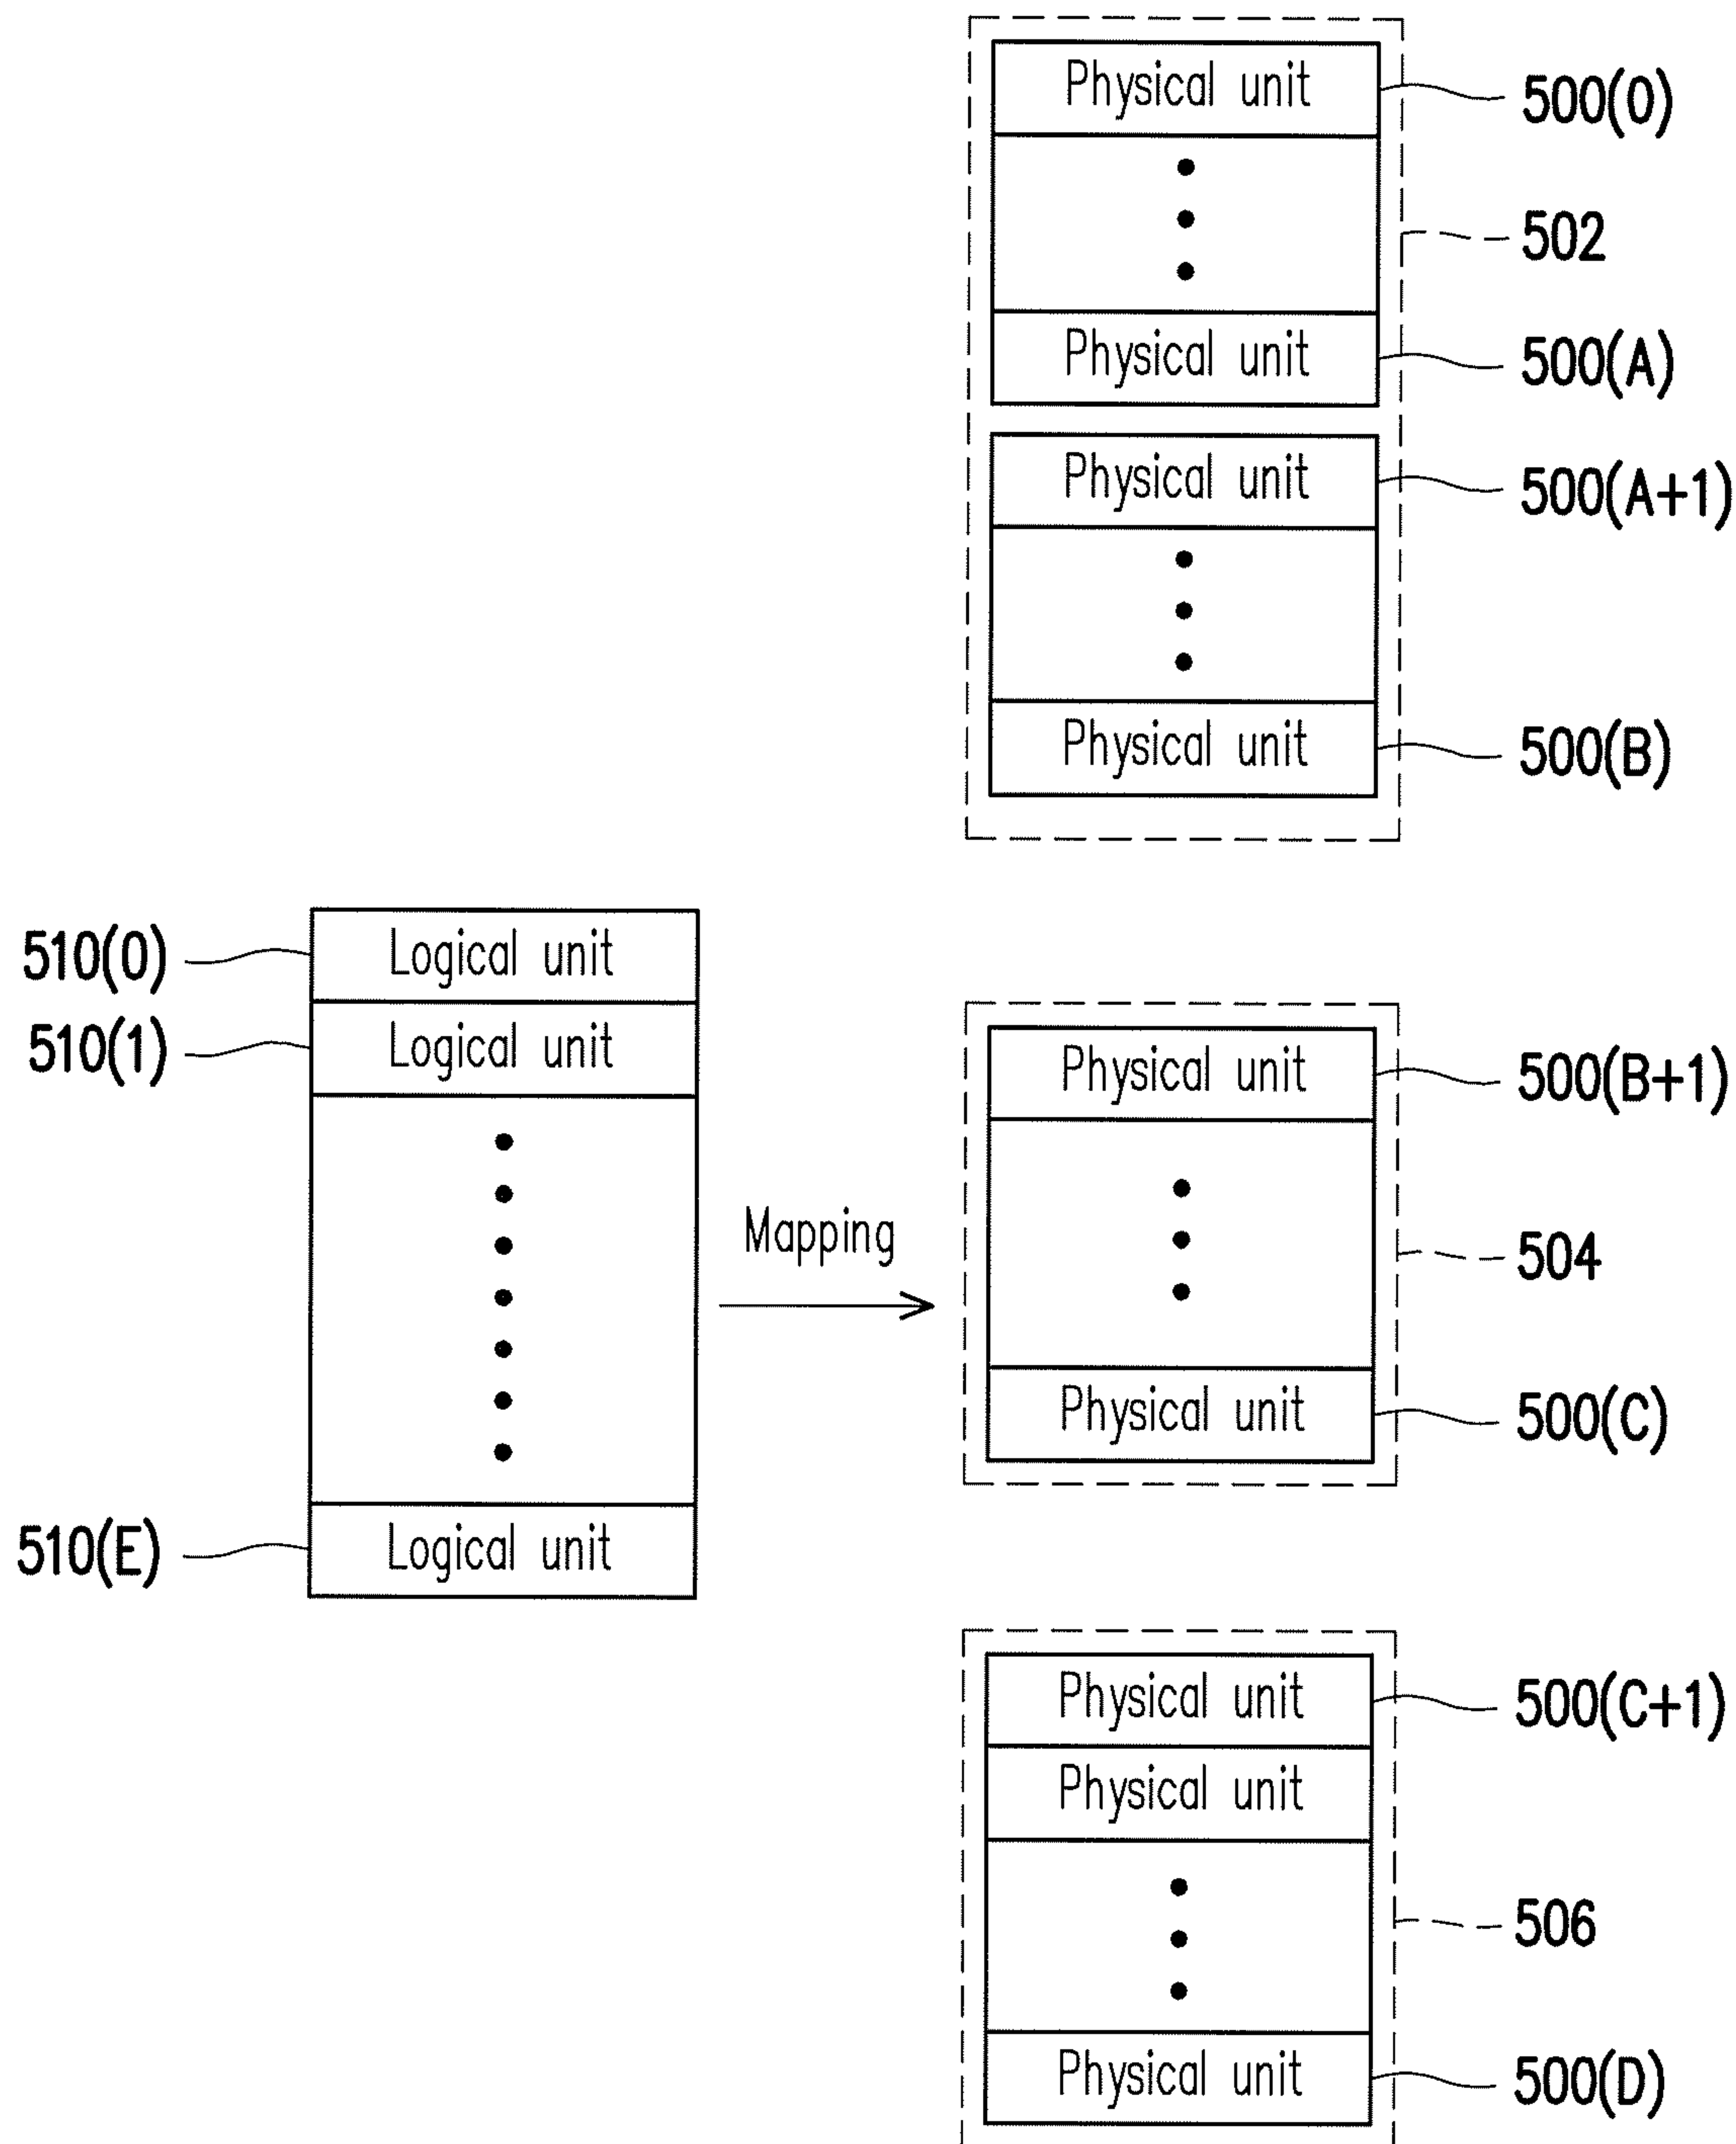 Physical unit 500(0)
502
Physical unit 500(A)
Physical unit 500(A+1)
Physical unit 500(B)
510(0) Logical unit
510(1) Logical unit
Physical unit 500(B+1)
Mapping
504
Physical unit 500(C)
510(E) Logical unit
Physical unit 500(C+1)
Physical unit
506
Physical unit 500(D)